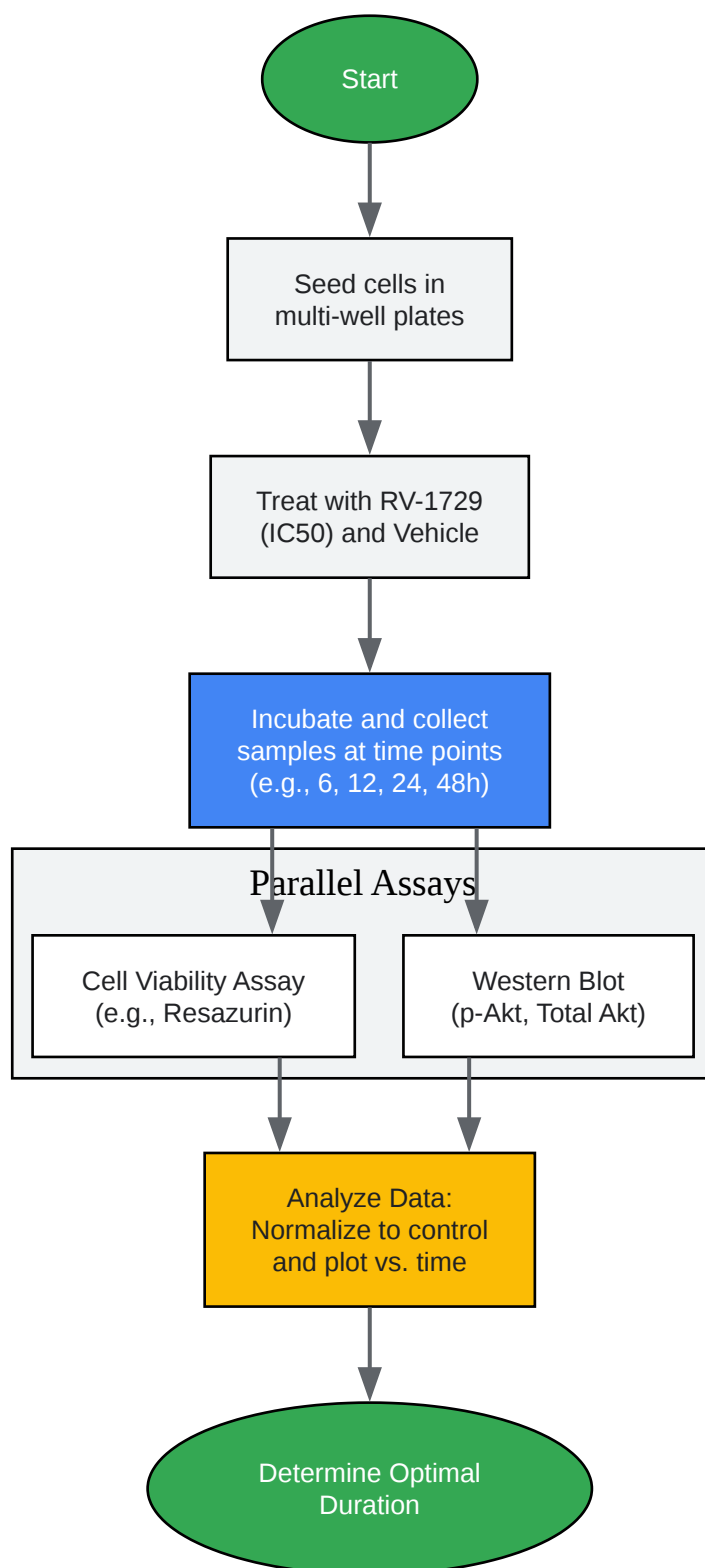 Start
Seed cells in
multi-well plates
Treat with RV-1729
(IC50) and Vehicle
Incubate and collect
samples at time points
(e.g., 6, 12, 24, 48h)
Parallel Assays
Cell Viability Assay
(e.g., Resazurin)
Western Blot
(p-Akt, Total Akt)
Analyze Data:
Normalize to control
and plot vs. time
Determine Optimal
Duration